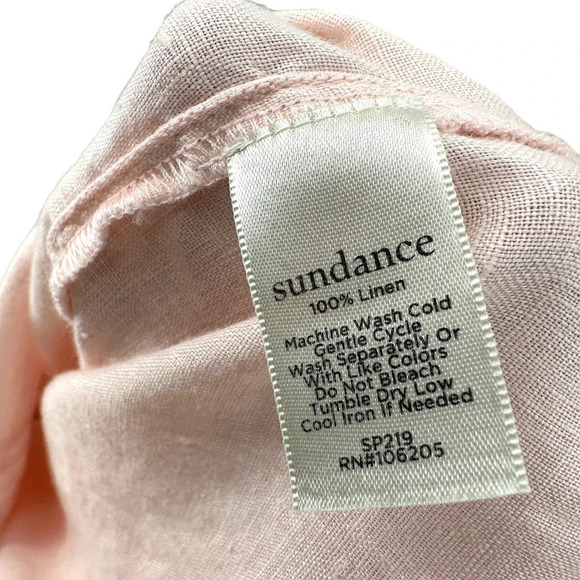 sundance
100% Linen
Machine Wash Cold
Gentle Cycle
Wash Separately Or
With Like Colors
Do Not Bleach
Tumble Dry Low
Cool Iron If Needed
SP219
RN#106205